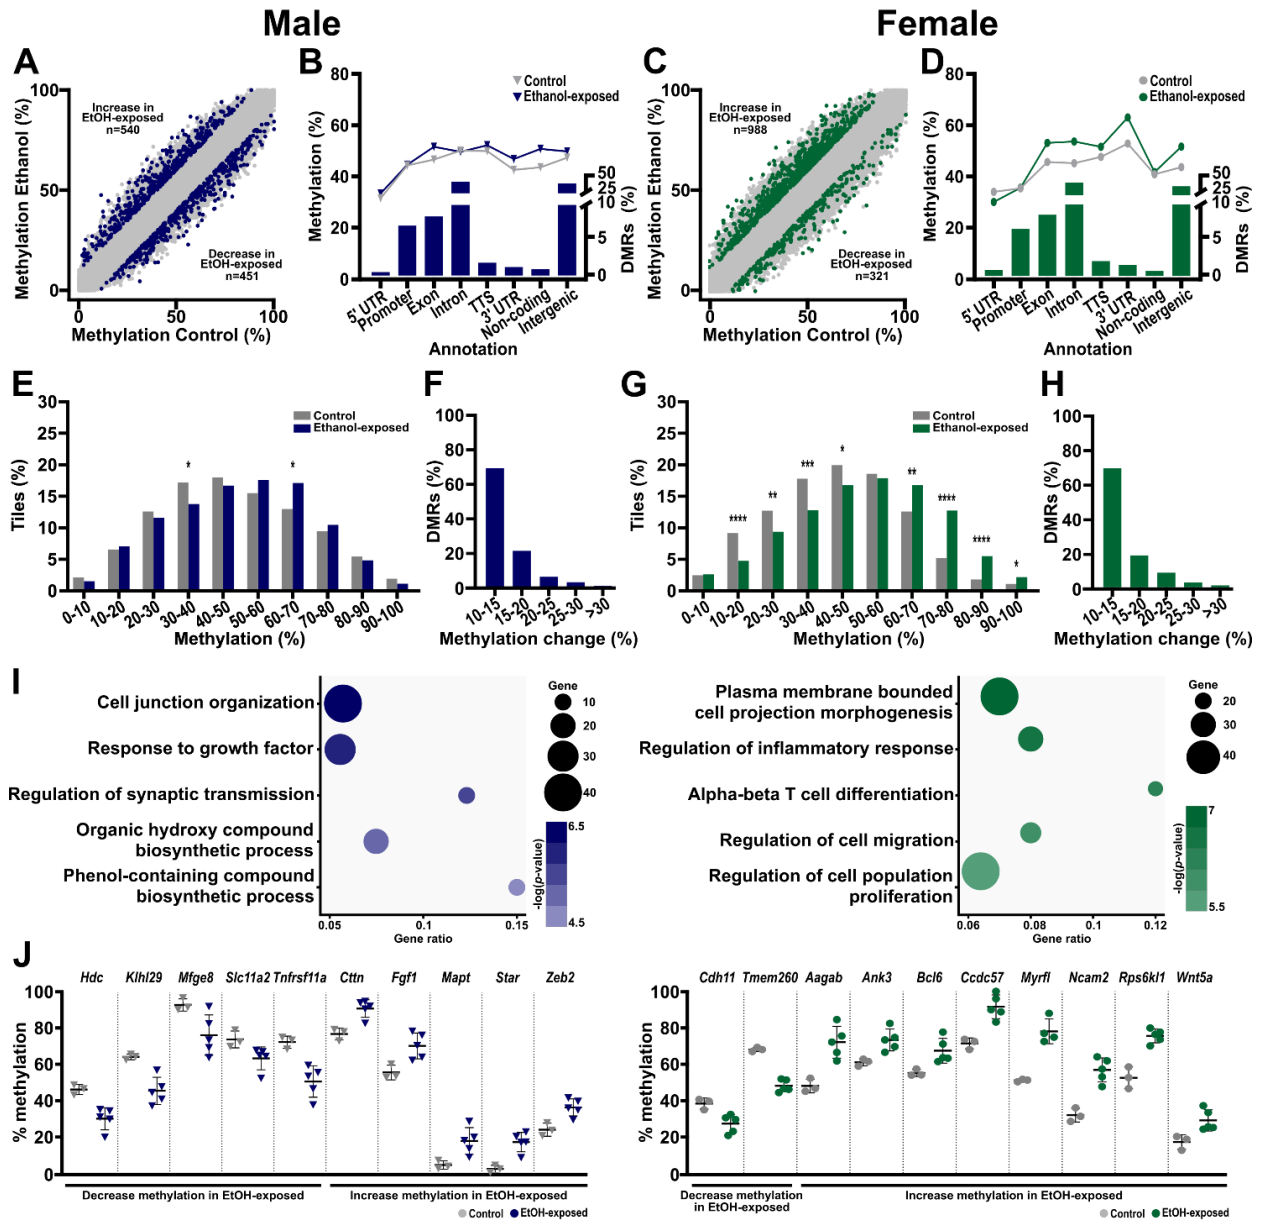 Male
Female
A
Methylation Ethanol (%)
100
50
0
Increase in
EtOH-exposed
n=540
Decrease in
EtOH-exposed
n=451
0
50
100
Methylation Control (%)
B
Control
Ethanol-exposed
Methylation (%)
80
60
40
20
0
50
25
10
5
0
DMRs (%)
5' UTR
Promoter
Exon
Intron
TTS
3' UTR
Non-coding
Intergenic
Annotation
C
Methylation Ethanol (%)
100
50
0
Increase in
EtOH-exposed
n=988
Decrease in
EtOH-exposed
n=321
0
50
100
Methylation Control (%)
D
Control
Ethanol-exposed
Methylation (%)
80
60
40
20
0
50
25
10
5
0
DMRs (%)
5' UTR
Promoter
Exon
Intron
TTS
3' UTR
Non-coding
Intergenic
Annotation
E
Tiles (%)
30
25
20
15
10
5
0
Control
Ethanol-exposed
*
*
0-10
10-20
20-30
30-40
40-50
50-60
60-70
70-80
80-90
90-100
Methylation (%)
F
DMRs (%)
100
80
60
40
20
0
10-15
15-20
20-25
25-30
>30
Methylation change (%)
G
Tiles (%)
30
25
20
15
10
5
0
Control
Ethanol-exposed
****
**
***
*
**
****
****
*
0-10
10-20
20-30
30-40
40-50
50-60
60-70
70-80
80-90
90-100
Methylation (%)
H
DMRs (%)
100
80
60
40
20
0
10-15
15-20
20-25
25-30
>30
Methylation change (%)
I
Cell junction organization
Response to growth factor
Regulation of synaptic transmission
Organic hydroxy compound
biosynthetic process
Phenol-containing compound
biosynthetic process
0.05
0.1
0.15
Gene ratio
Gene
10
20
30
40
6.5
-log(p-value)
4.5
Plasma membrane bounded
cell projection morphogenesis
Regulation of inflammatory response
Alpha-beta T cell differentiation
Regulation of cell migration
Regulation of cell population
proliferation
0.06
0.08
0.1
0.12
Gene ratio
Gene
20
30
40
7
-log(p-value)
5.5
J
Hdc
Klhl29
Mfge8
Slc11a2
Tnfrsf11a
Cttn
Fgf1
Mapt
Star
Zeb2
% methylation
100
80
60
40
20
0
Decrease methylation in EtOH-exposed
Increase methylation in EtOH-exposed
Control
EtOH-exposed
Cdh11
Tmem260
Aagab
Ank3
Bcl6
Ccdc57
Myrfl
Ncam2
Rps6kl1
Wnt5a
% methylation
100
80
60
40
20
0
Decrease methylation
in EtOH-exposed
Increase methylation in EtOH-exposed
Control
EtOH-exposed